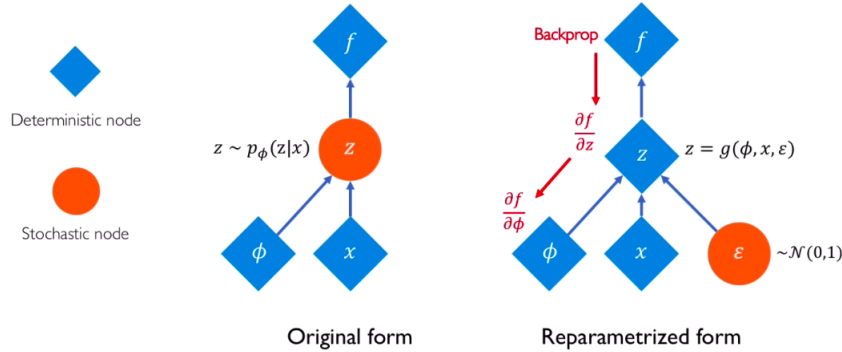 Deterministic node
Stochastic node
f
z ~ p_ϕ(z|x)
z
ϕ
x
Original form
Backprop
f
∂f/∂z
z
z = g(ϕ, x, ε)
∂f/∂ϕ
ϕ
x
ε
~𝒩(0,1)
Reparametrized form